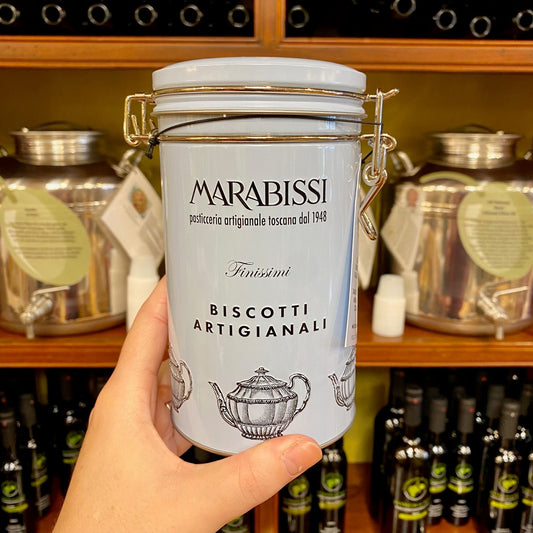 MARABISSI
pasticceria artigianale toscana dal 1948
Finissimi
BISCOTTI
ARTIGIANALI